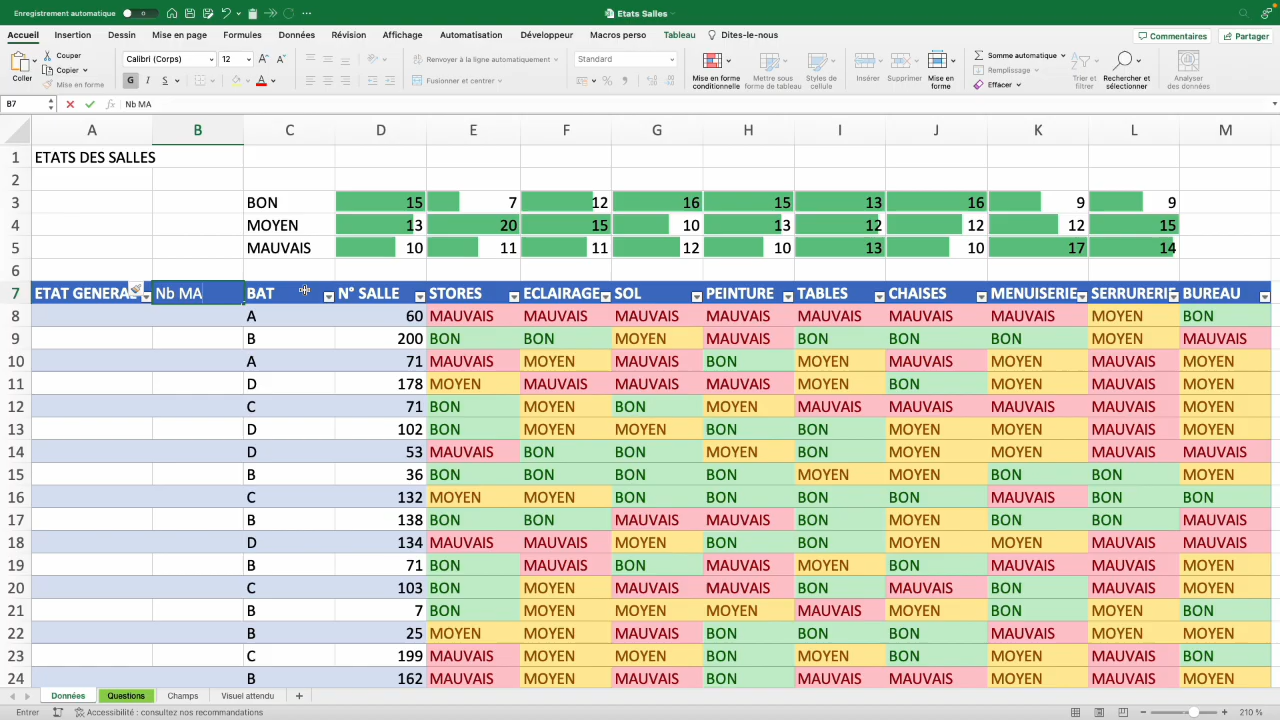 Enregistrement automatique Etats Salles
Accueil Insertion Dessin Mise en page Formules Données Révision Affichage Automatisation Développeur Macros perso Tableau Dites-le-nous Commentaires Partager
Coller Couper Copier Mise en forme
Calibri (Corps) 12 G I S A
Renvoyer à la ligne automatiquement
Fusionner et centrer
Standard
Mise en forme conditionnelle
Mettre sous forme de tableau
Styles de cellule
Insérer Supprimer Mise en forme
Somme automatique
Remplissage
Effacer
Trier et filtrer
Rechercher et sélectionner
Analyser des données
B7 fx Nb MA
A B C D E F G H I J K L M
1 ETATS DES SALLES
2
3 BON 15 7 12 16 15 13 16 9 9
4 MOYEN 13 20 15 10 13 12 12 12 15
5 MAUVAIS 10 11 11 12 10 13 10 17 14
6
7 ETAT GENERAL Nb MA BAT N° SALLE STORES ECLAIRAGE SOL PEINTURE TABLES CHAISES MENUISERIE SERRURERIE BUREAU
8 A 60 MAUVAIS MAUVAIS MAUVAIS MAUVAIS MAUVAIS MAUVAIS MAUVAIS MOYEN BON
9 B 200 BON BON MOYEN MAUVAIS BON BON BON MOYEN MAUVAIS
10 A 71 MAUVAIS MOYEN MAUVAIS BON MOYEN MAUVAIS MOYEN MAUVAIS MOYEN
11 D 178 MOYEN MAUVAIS MAUVAIS MAUVAIS MOYEN BON MOYEN MAUVAIS MOYEN
12 C 71 BON MOYEN BON MOYEN MAUVAIS MAUVAIS MAUVAIS MAUVAIS MOYEN
13 D 102 BON MOYEN MOYEN BON BON MOYEN MOYEN MAUVAIS MOYEN
14 D 53 MAUVAIS BON BON MOYEN BON MOYEN MOYEN MAUVAIS MAUVAIS
15 B 36 BON BON BON BON MOYEN MOYEN BON BON MOYEN
16 C 132 MOYEN MOYEN BON BON BON BON MAUVAIS BON BON
17 B 138 BON BON MAUVAIS MAUVAIS BON MOYEN BON BON MAUVAIS
18 D 134 MAUVAIS MAUVAIS MOYEN BON BON MOYEN MOYEN MAUVAIS MAUVAIS
19 B 71 BON MAUVAIS BON MAUVAIS MOYEN BON MAUVAIS MAUVAIS MOYEN
20 C 103 BON MOYEN MAUVAIS MAUVAIS BON MAUVAIS BON MAUVAIS MOYEN
21 B 7 BON MOYEN MOYEN MOYEN MAUVAIS MOYEN BON MOYEN BON
22 B 25 MOYEN MOYEN MAUVAIS BON BON BON MAUVAIS MOYEN MOYEN
23 C 199 MAUVAIS MOYEN MOYEN BON MOYEN BON MOYEN MAUVAIS BON
24 B 162 MAUVAIS MOYEN MAUVAIS BON MAUVAIS MAUVAIS MOYEN MAUVAIS MOYEN
Données Questions Champs Visuel attendu
Entrer Accessibilité : consultez nos recommandations 210 %